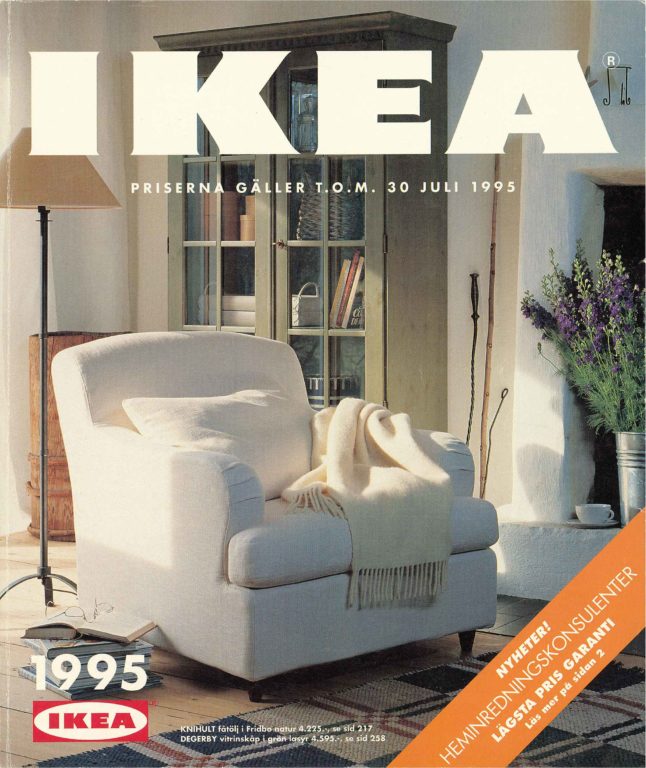 IKEA®
PRISERNA GÄLLER T.O.M. 30 JULI 1995
NYHETER!
HEMINREDNINGSKONSULENTER
LÄGSTA PRIS GARANTI
Läs mer på sidan 2
1995
IKEA®
KNIHULT fåtölj i Fridbo natur 4.225.-, se sid 217
DEGERBY vitrinskåp i grön lasyr 4.595.-, se sid 258